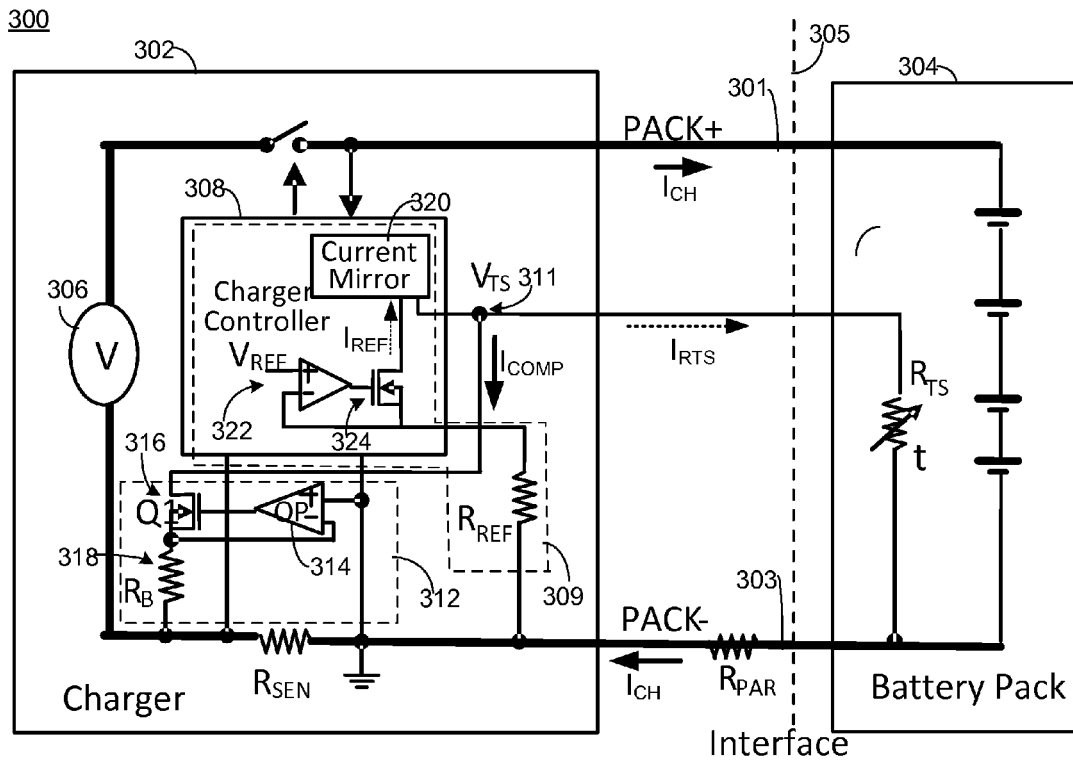 300
302
305
304
301
PACK+
I_CH
308
320
Current
Mirror
V_TS 311
306
Charger
Controller
I_REF
I_COMP
I_RTS
V
V_REF
+
-
R_TS
322
324
t
316
Q1
OP
+
-
R_REF
318
314
R_B
312
309
303
PACK-
R_SEN
I_CH
R_PAR
Charger
Battery Pack
Interface